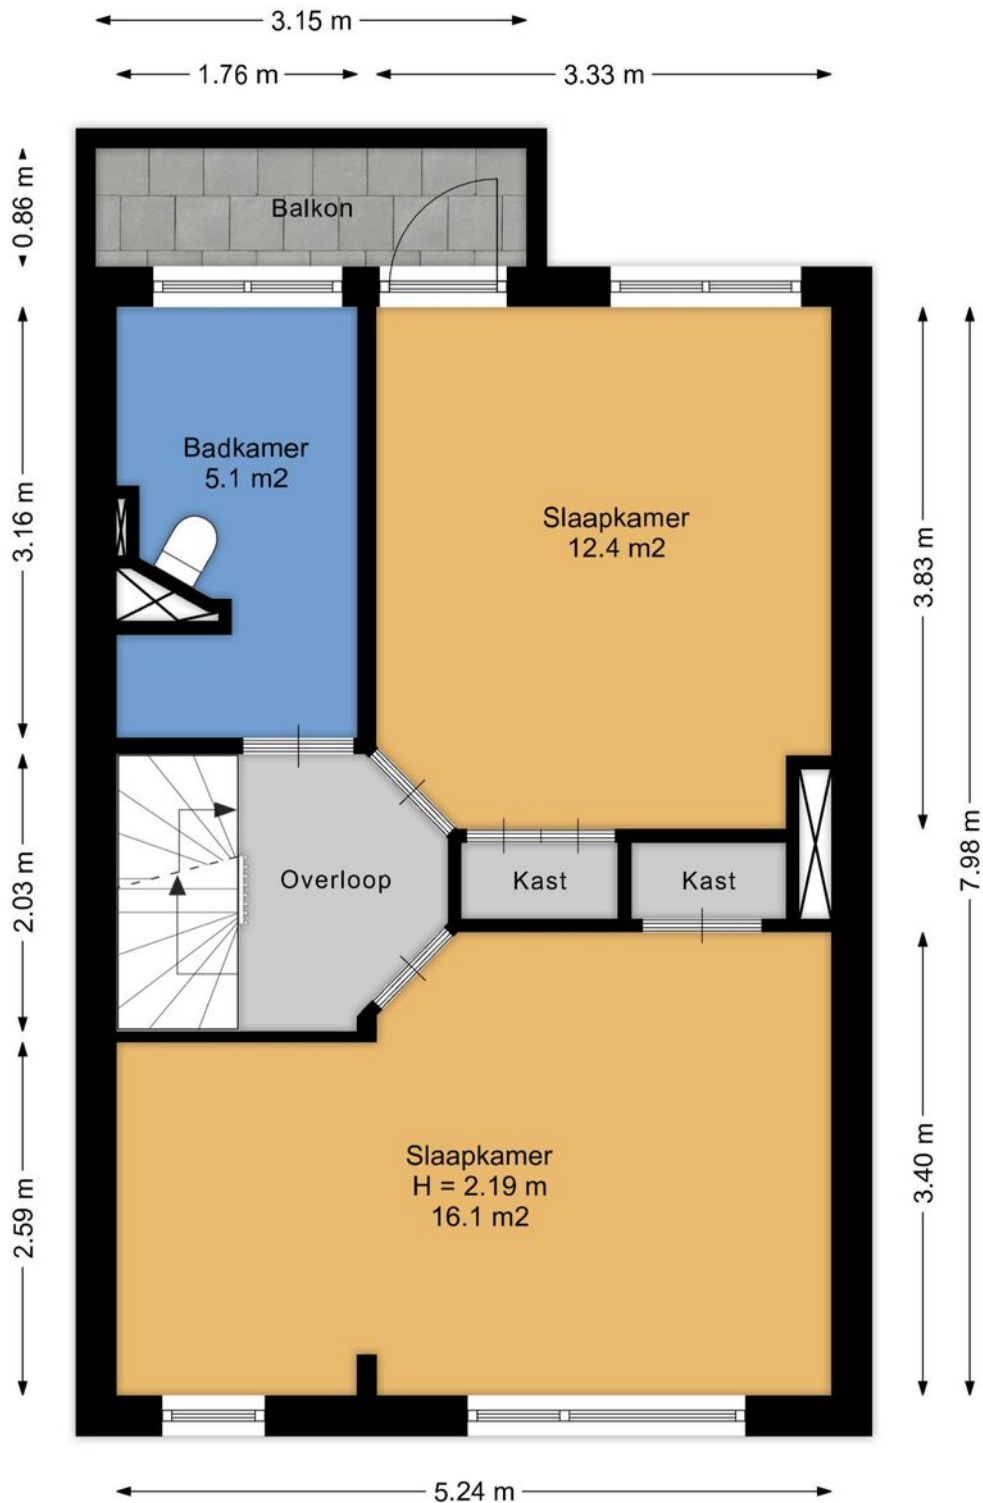 3.15 m
1.76 m
3.33 m
0.86 m
Balkon
3.16 m
Badkamer
5.1 m2
Slaapkamer
12.4 m2
3.83 m
7.98 m
2.03 m
Overloop
Kast
Kast
2.59 m
Slaapkamer
H = 2.19 m
16.1 m2
3.40 m
5.24 m